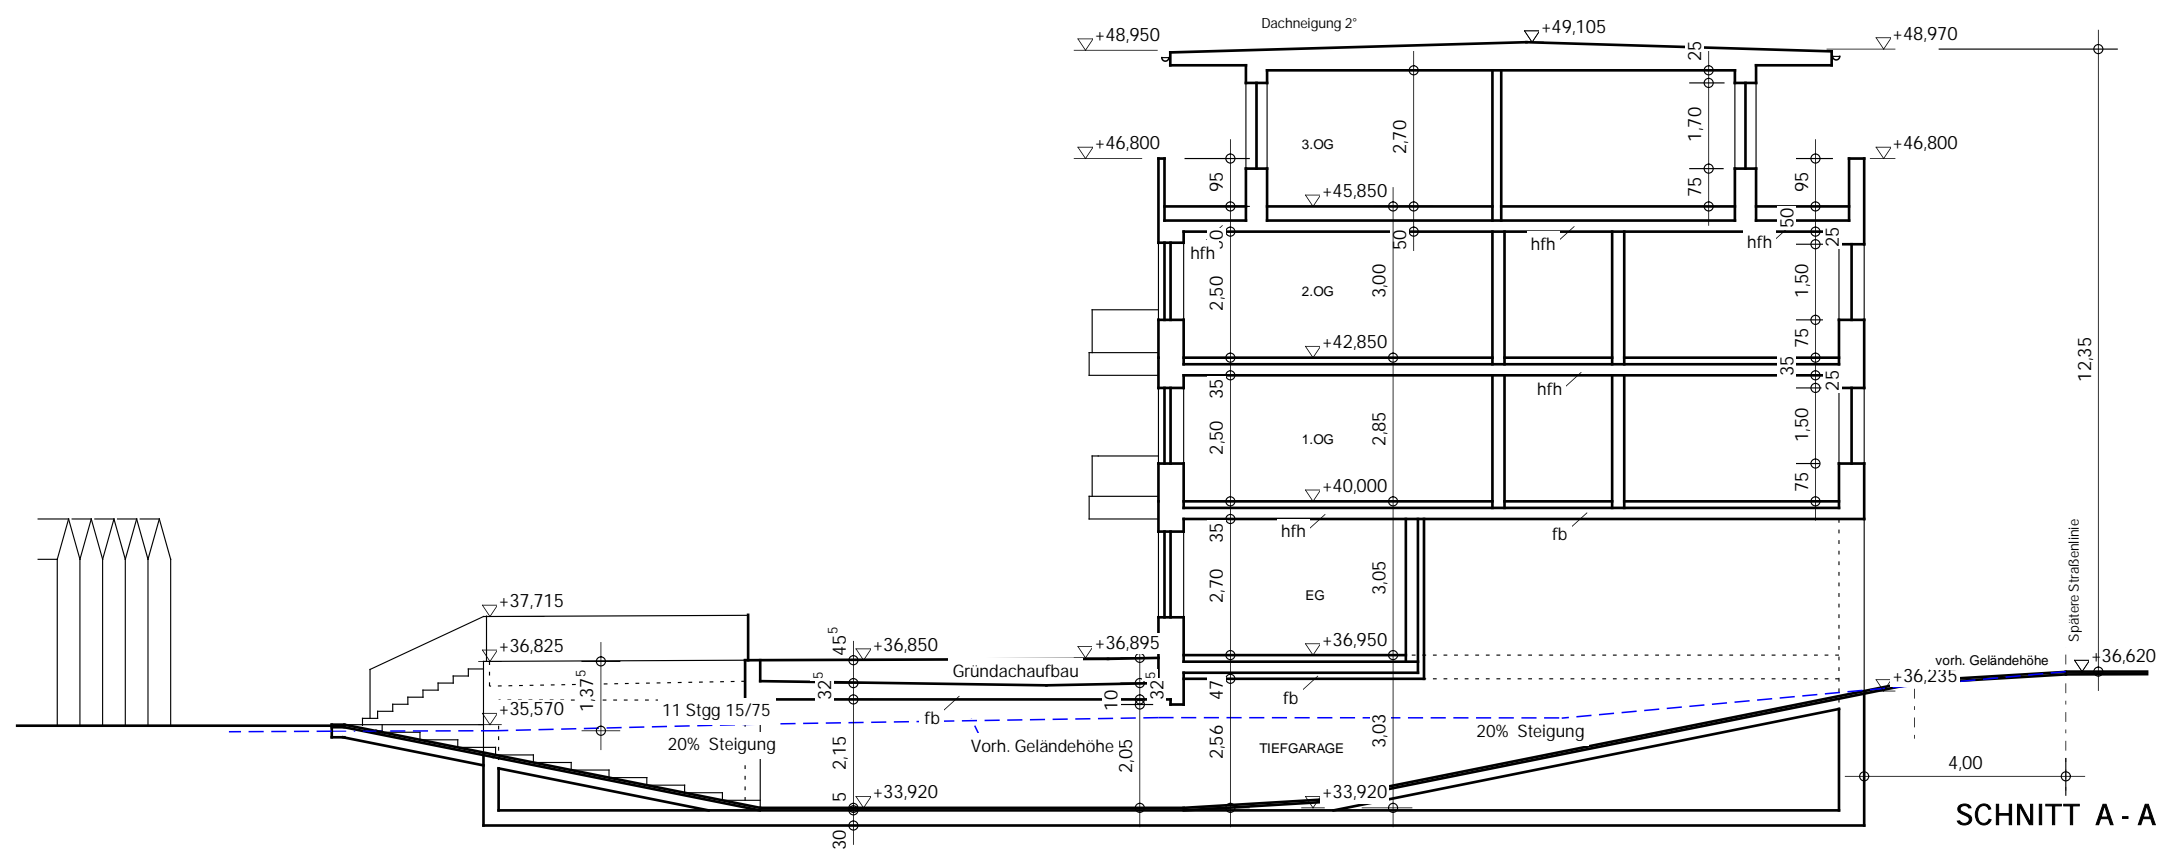 Dachneigung 2°
+48,950
+49,105
+48,970
25
1,70
75
2,70
3.OG
+46,800
+46,800
95
95
+45,850
50
50
hfh
hfh
hfh
25
2,50
2.OG
3,00
1,50
75
12,35
+42,850
35
35
25
hfh
2,50
1.OG
2,85
1,50
75
+40,000
35
hfh
fb
2,70
EG
3,05
Spätere Straßenlinie
+37,715
+36,825
1,37⁵
+35,570
45⁵
+36,850
+36,895
+36,950
Gründachaufbau
32⁵
32⁵
10
47
fb
fb
vorh. Geländehöhe
+36,620
+36,235
11 Stgg 15/75
20% Steigung
Vorh. Geländehöhe
2,15
2,05
2,56
TIEFGARAGE
3,03
20% Steigung
4,00
5
+33,920
+33,920
30
SCHNITT A - A